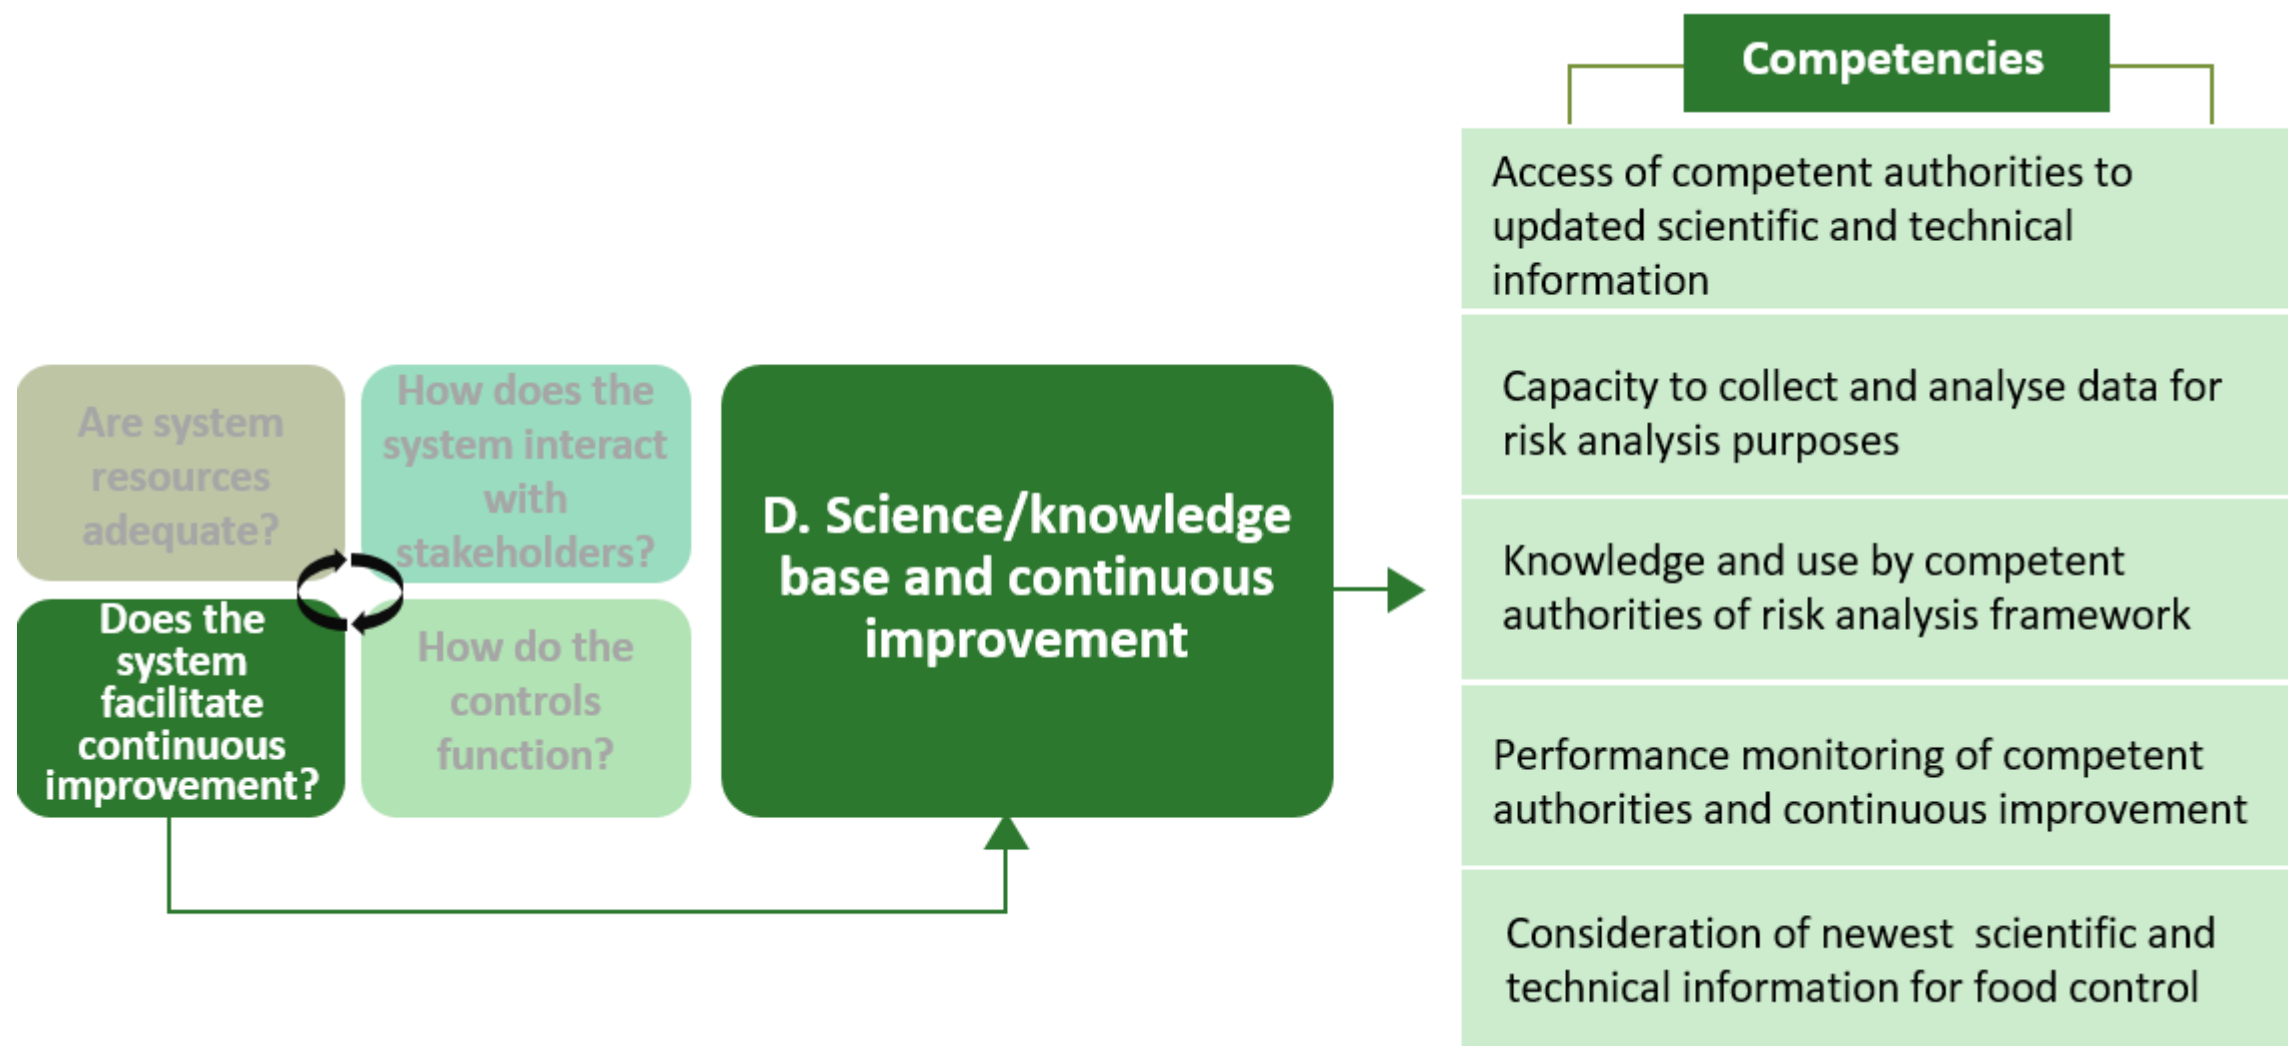 Are system
resources
adequate?
How does the
system interact
with
stakeholders?
Does the
system
facilitate
continuous
improvement?
How do the
controls
function?
D. Science/knowledge
base and continuous
improvement
Competencies
Access of competent authorities to
updated scientific and technical
information
Capacity to collect and analyse data for
risk analysis purposes
Knowledge and use by competent
authorities of risk analysis framework
Performance monitoring of competent
authorities and continuous improvement
Consideration of newest  scientific and
technical information for food control